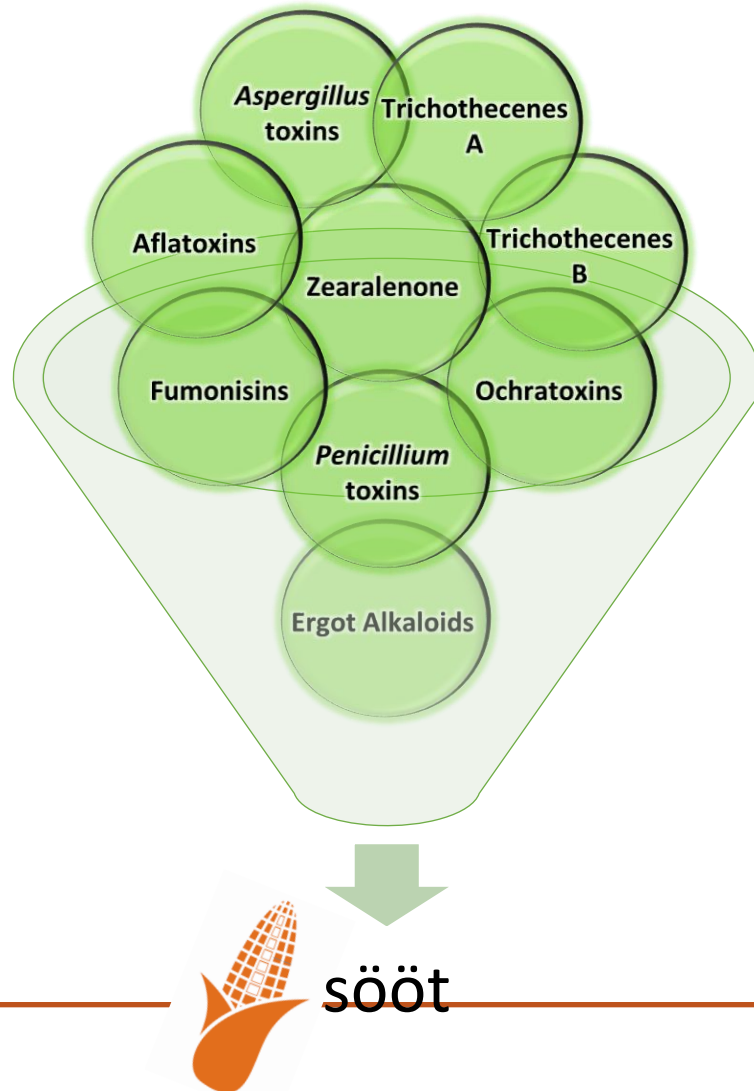 Aspergillus
toxins
Trichothecenes
A
Aflatoxins
Trichothecenes
B
Zearalenone
Fumonisins
Ochratoxins
Penicillium
toxins
Ergot Alkaloids
sööt